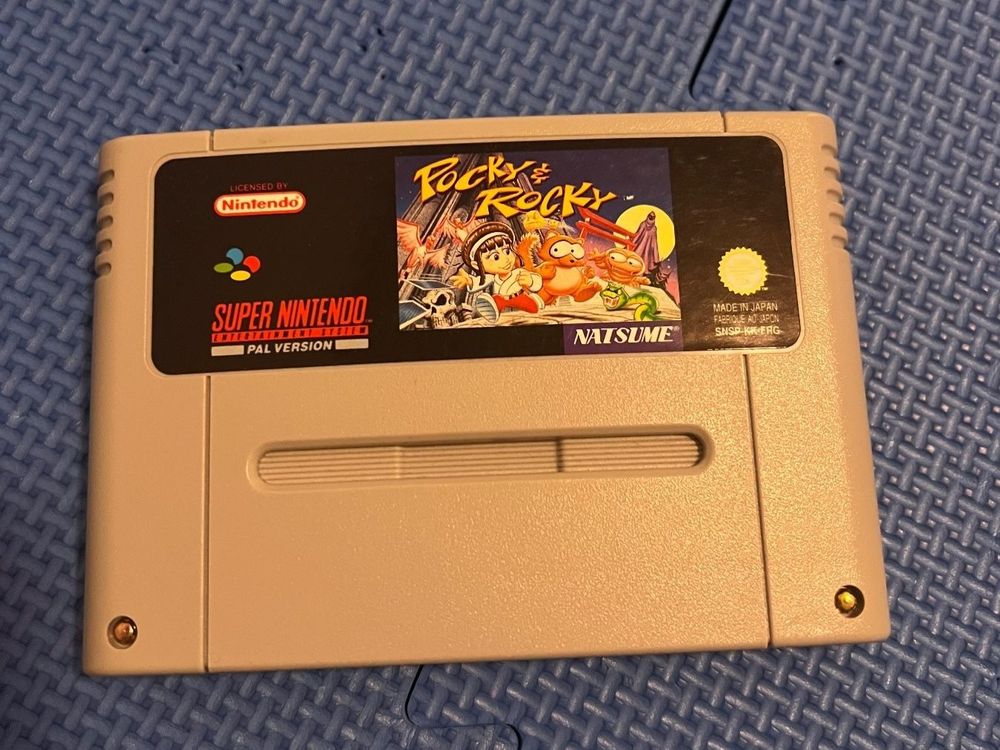 LICENSED BY
Nintendo®
POCKY &
ROCKY
SUPER NINTENDO
ENTERTAINMENT SYSTEM
PAL VERSION
NATSUME®
MADE IN JAPAN
FABRIQUE AU JAPON
SNSP-KK-FRG